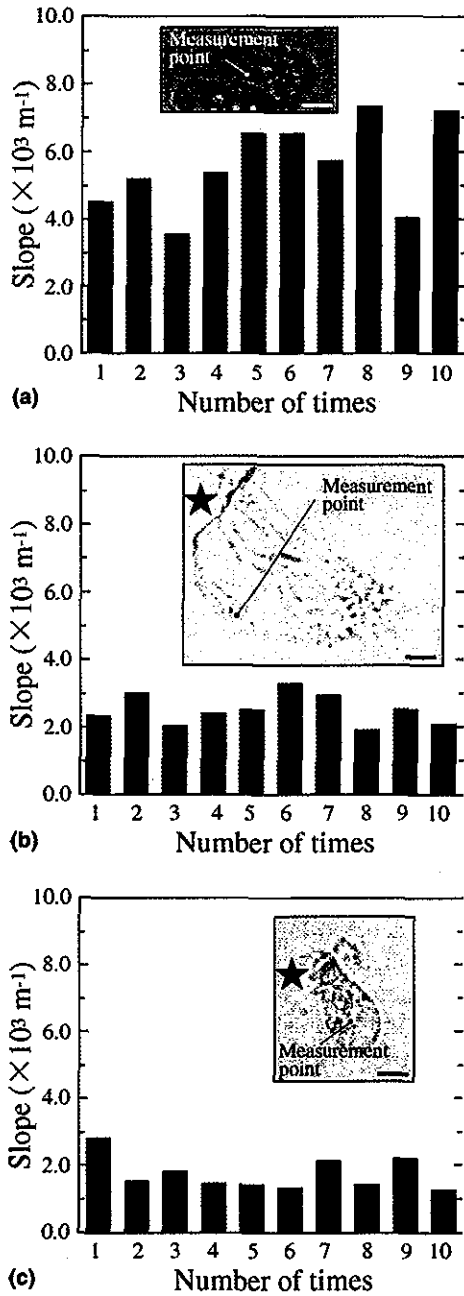 10.0
8.0
6.0
4.0
2.0
0.0
Slope (×10³ m⁻¹)
Measurement
point
1 2 3 4 5 6 7 8 9 10
(a)
Number of times
10.0
8.0
6.0
4.0
2.0
0.0
Slope (×10³ m⁻¹)
Measurement
point
1 2 3 4 5 6 7 8 9 10
(b)
Number of times
10.0
8.0
6.0
4.0
2.0
0.0
Slope (×10³ m⁻¹)
Measurement
point
1 2 3 4 5 6 7 8 9 10
(c)
Number of times